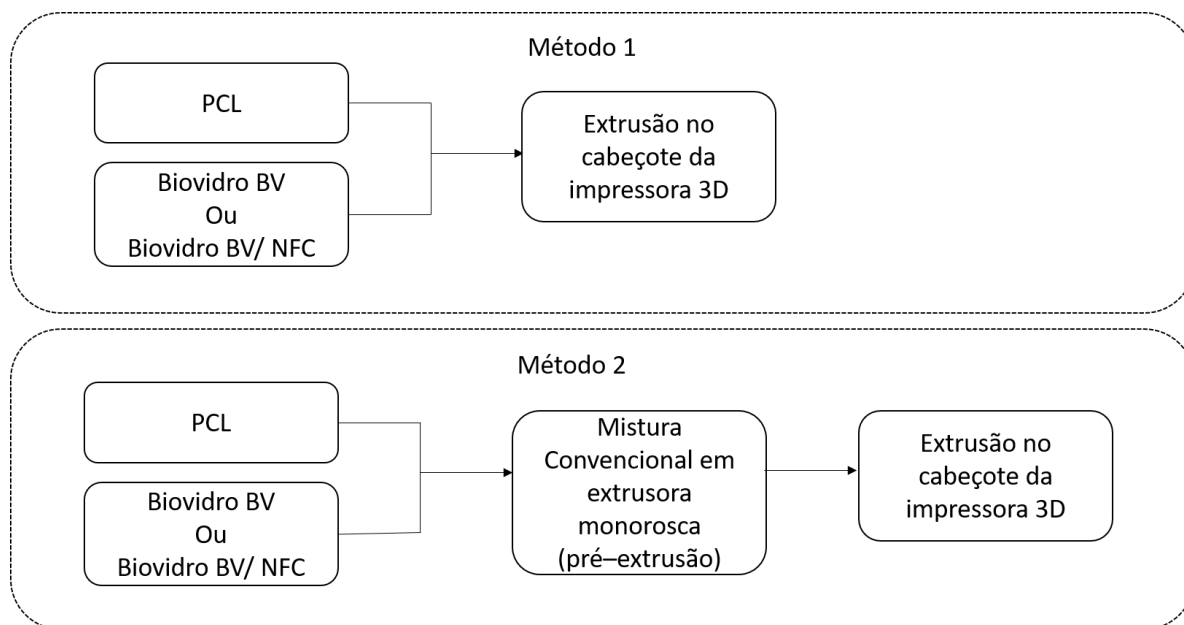 Método 1
PCL
Biovidro BV
Ou
Biovidro BV/ NFC
Extrusão no
cabeçote da
impressora 3D
Método 2
PCL
Biovidro BV
Ou
Biovidro BV/ NFC
Mistura
Convencional em
extrusora
monorosca
(pré–extrusão)
Extrusão no
cabeçote da
impressora 3D